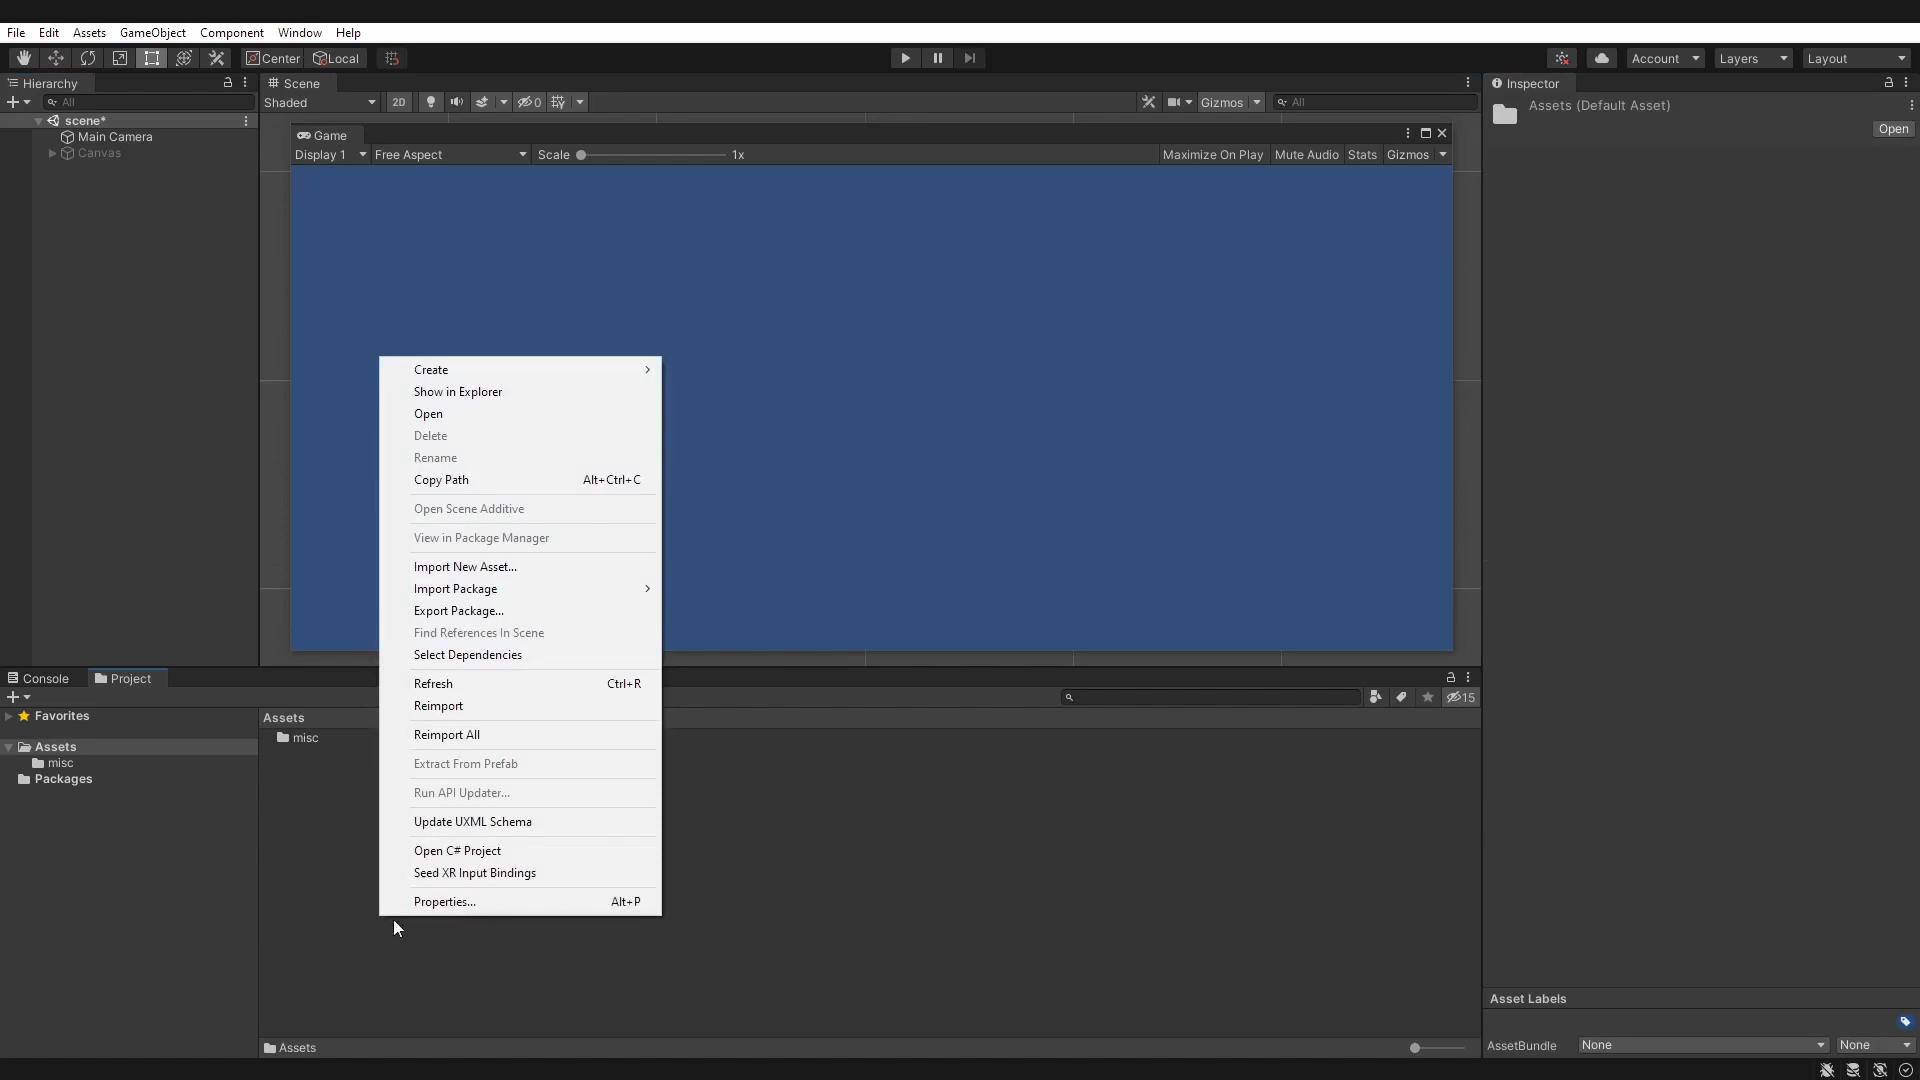 File Edit Assets GameObject Component Window Help
Center Local Account Layers Layout
Hierarchy
All
scene*
Main Camera
Canvas
Scene
Shaded 2D 0 Gizmos All
Game
Display 1 Free Aspect Scale 1x Maximize On Play Mute Audio Stats Gizmos
Create
Show in Explorer
Open
Delete
Rename
Copy Path Alt+Ctrl+C
Open Scene Additive
View in Package Manager
Import New Asset...
Import Package
Export Package...
Find References In Scene
Select Dependencies
Refresh Ctrl+R
Reimport
Reimport All
Extract From Prefab
Run API Updater...
Update UXML Schema
Open C# Project
Seed XR Input Bindings
Properties... Alt+P
Console Project
15
Favorites
Assets
misc
Packages
Assets
misc
Assets
Inspector
Assets (Default Asset)
Open
Asset Labels
AssetBundle None None